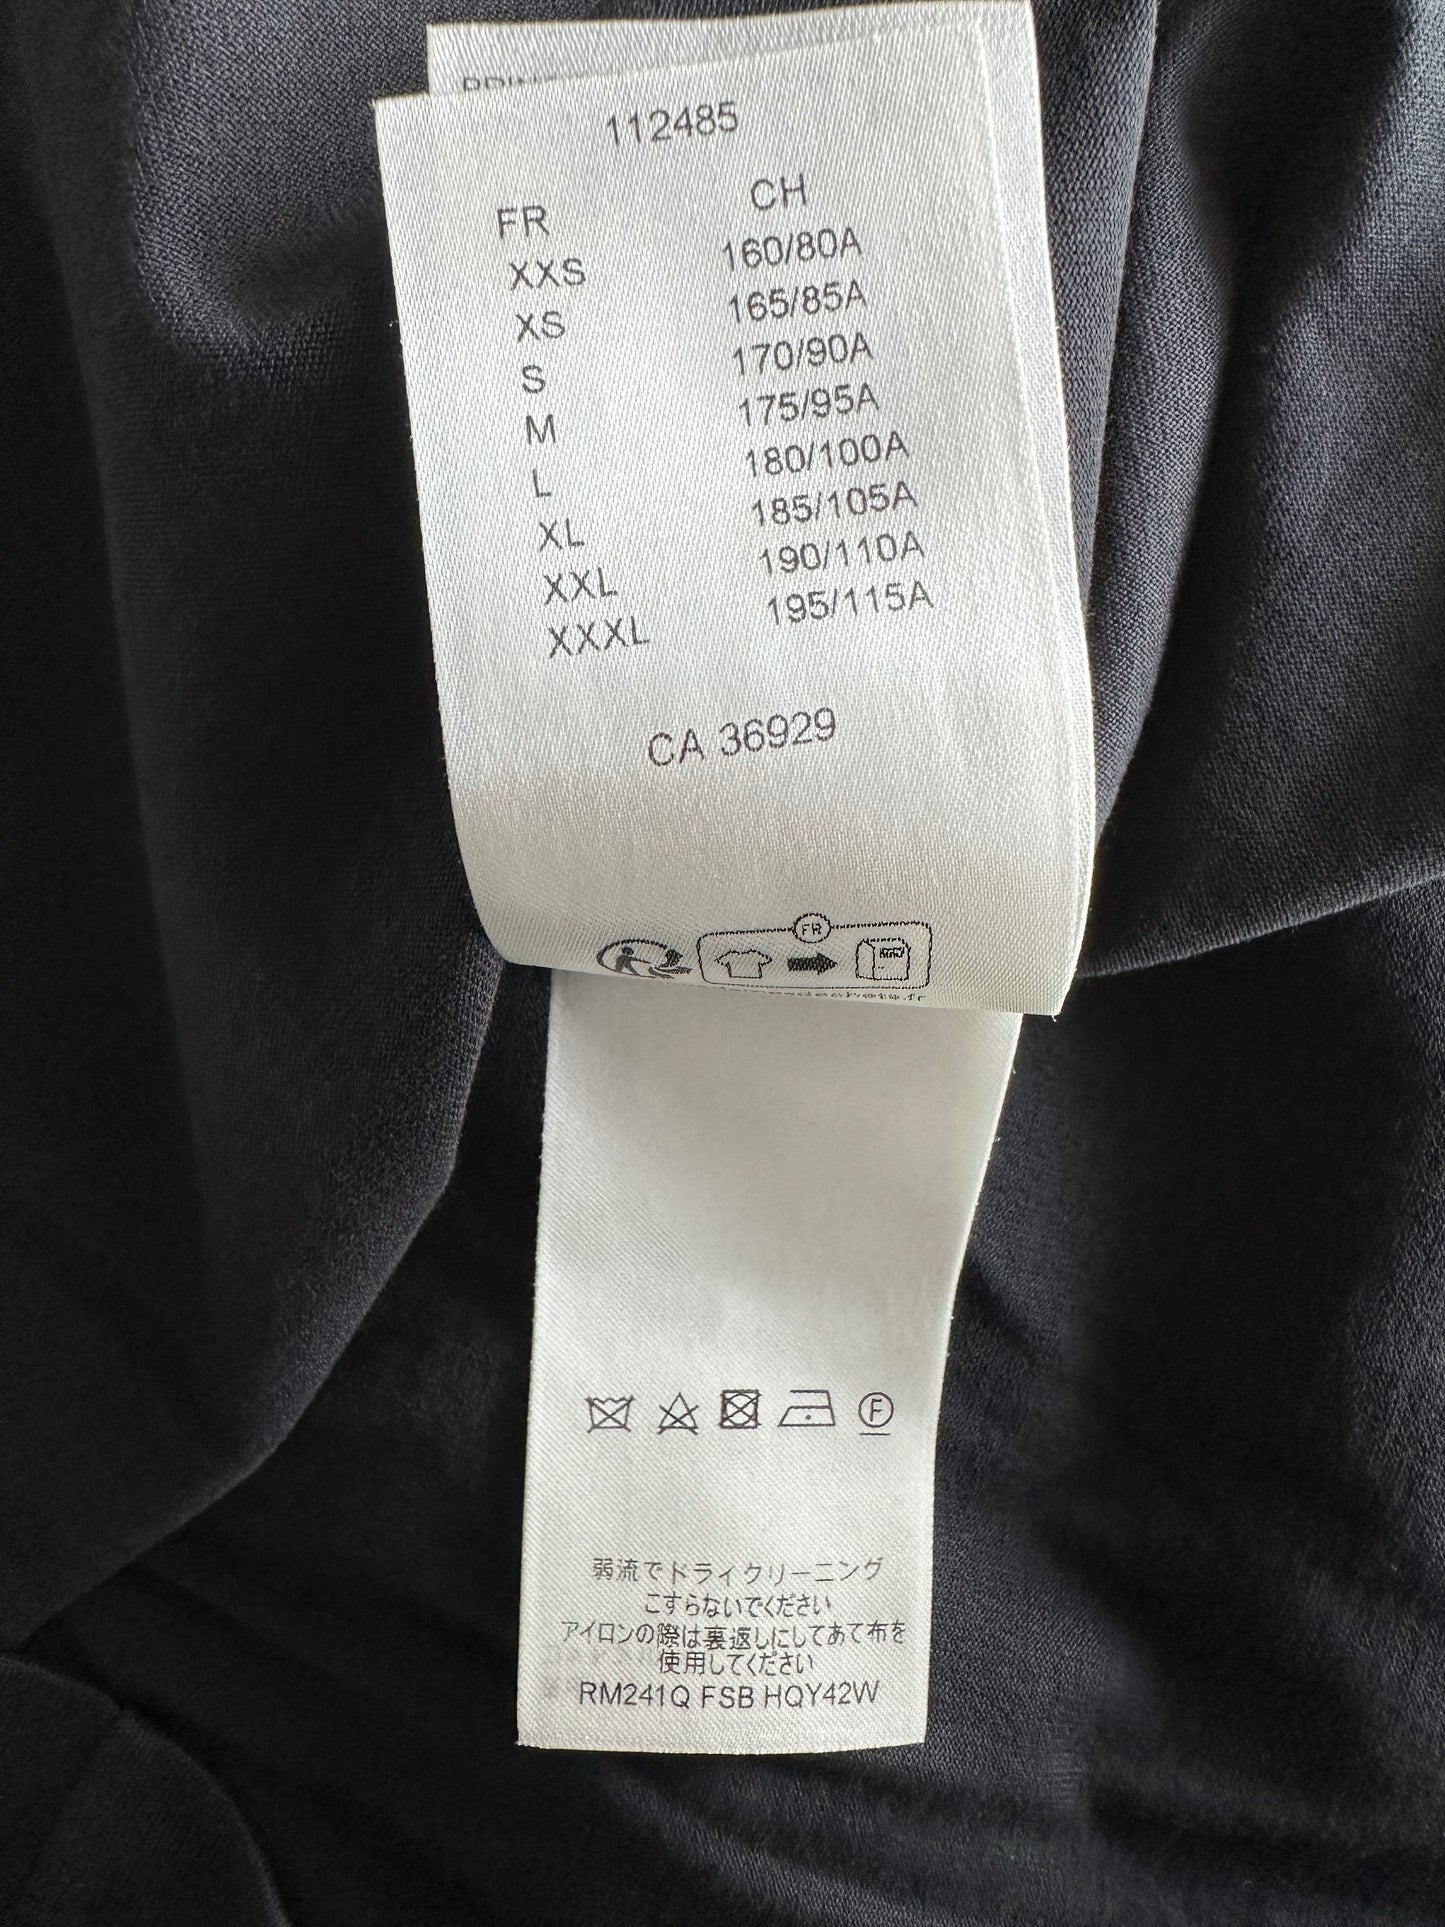 112485
FR CH
XXS 160/80A
XS 165/85A
S 170/90A
M 175/95A
L 180/100A
XL 185/105A
XXL 190/110A
XXXL 195/115A
CA 36929
FR
F
弱流でドライクリーニング
こすらないでください
アイロンの際は裏返しにしてあて布を
使用してください
RM241Q FSB HQY42W